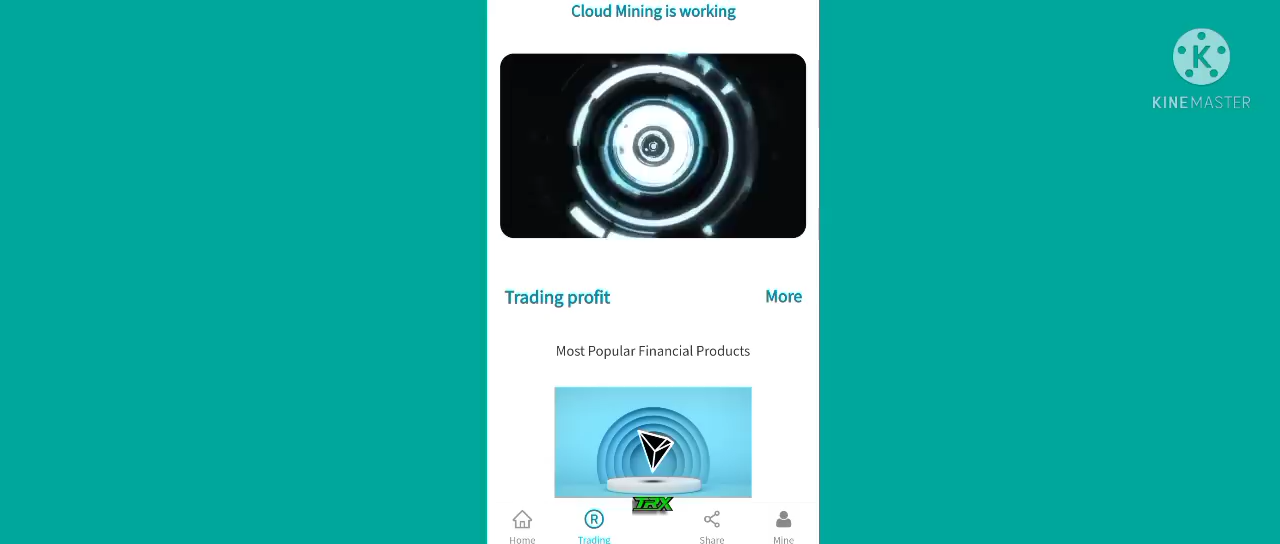 Cloud Mining is working
K
KINEMASTER
Trading profit
More
Most Popular Financial Products
TRX
R
Home
Trading
Share
Mine